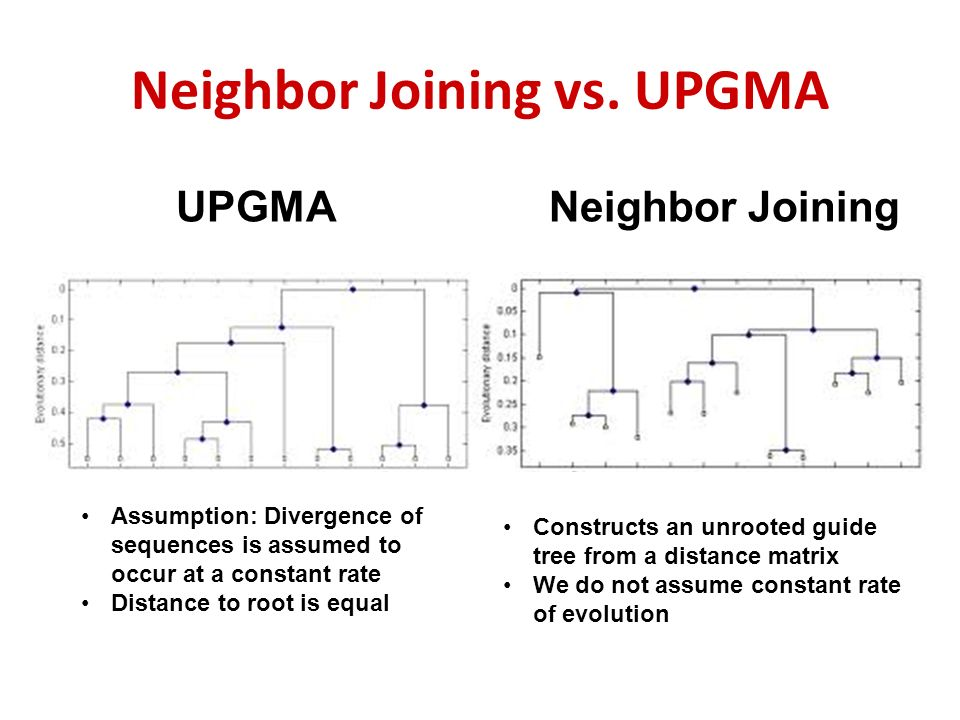 Neighbor Joining vs. UPGMA
UPGMA
Neighbor Joining
Evolutionary distance
0
0.1
0.2
0.3
0.4
0.5
Evolutionary distance
0
0.05
0.1
0.15
0.2
0.25
0.3
0.35
• Assumption: Divergence of
sequences is assumed to
occur at a constant rate
• Distance to root is equal
• Constructs an unrooted guide
tree from a distance matrix
• We do not assume constant rate
of evolution